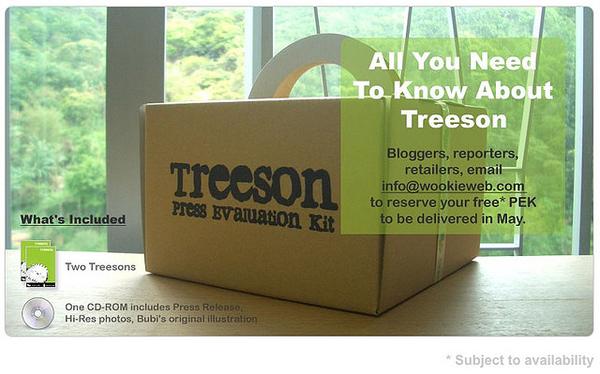 All You Need
To Know About
Treeson
Bloggers, reporters,
retailers, email
info@wookieweb.com
to reserve your free* PEK
to be delivered in May.
Treeson
Press Evaluation Kit
What's Included
Two Treesons
One CD-ROM includes Press Release,
Hi-Res photos, Bubi's original illustration
* Subject to availability